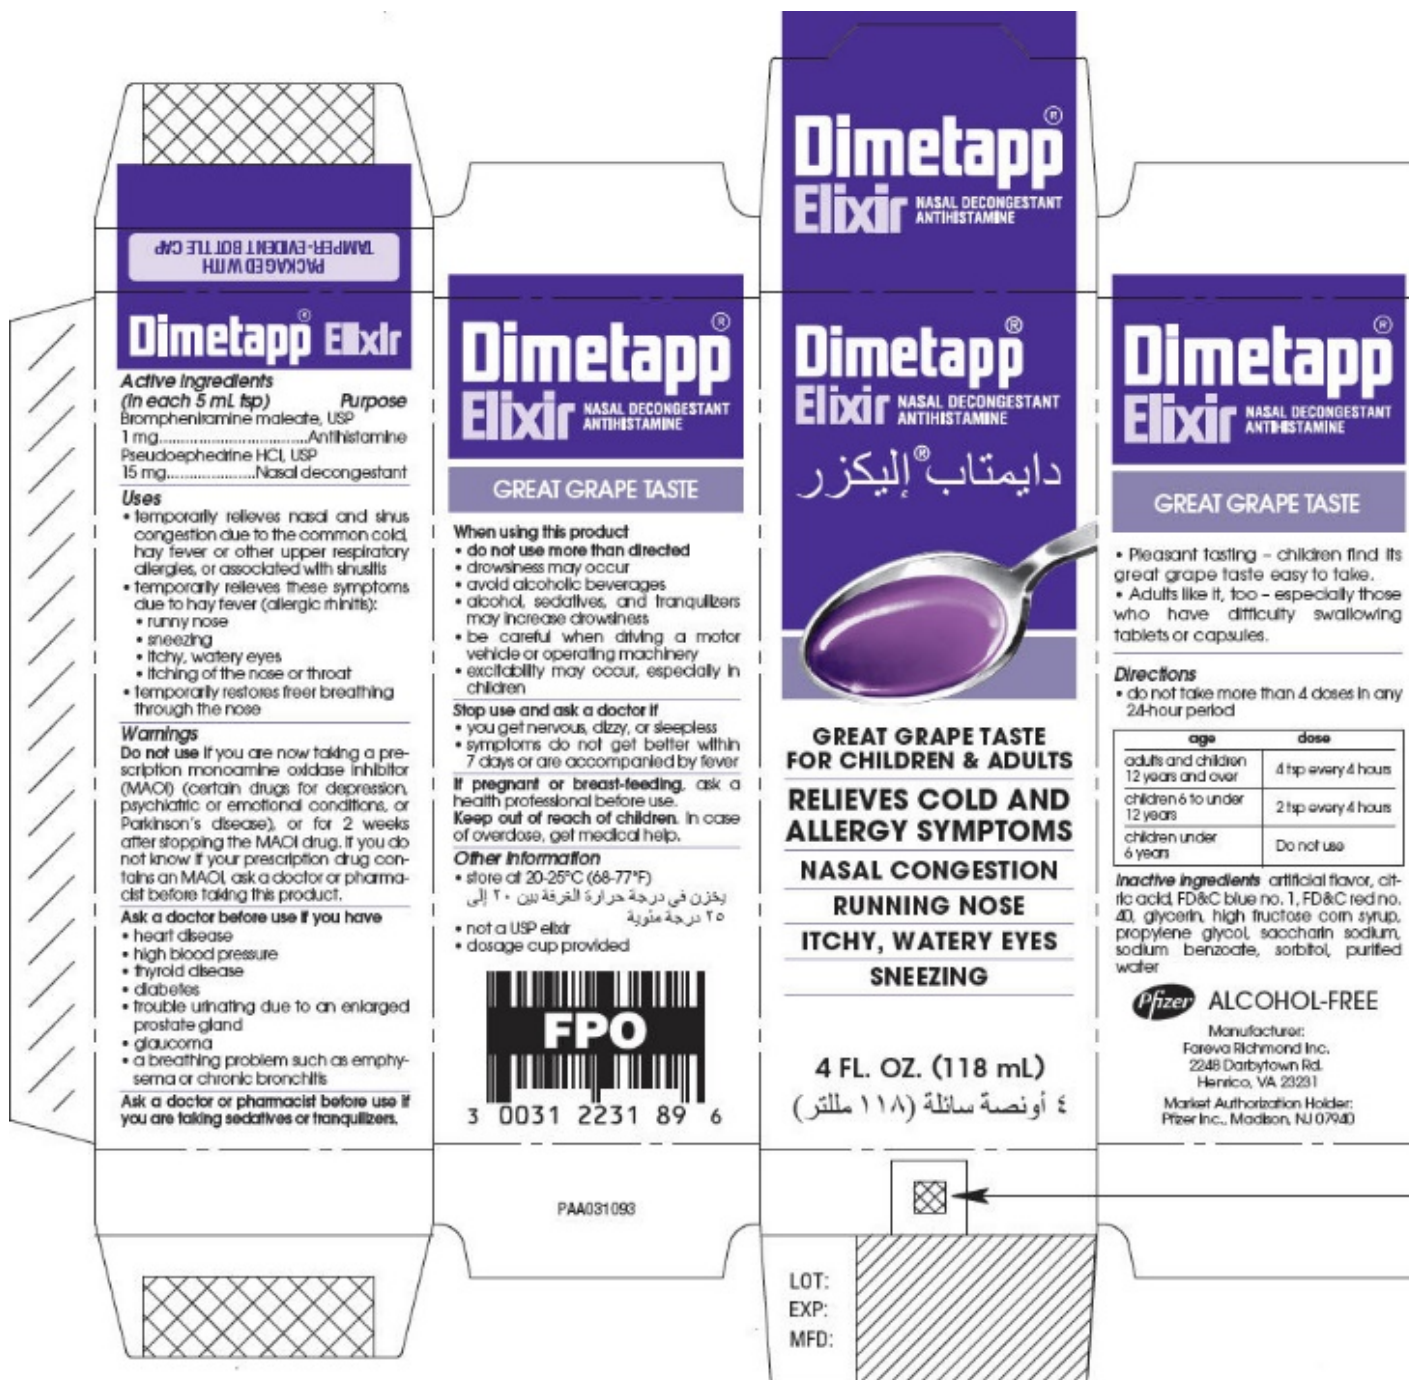 PACKAGED WITH
TAMPER-EVIDENT BOTTLE CAP
Dimetapp® Elixir
Active ingredients
(in each 5 mL tsp) Purpose
Brompheniramine maleate, USP
1 mg..................................Antihistamine
Pseudoephedrine HCl, USP
15 mg.....................Nasal decongestant
Uses
• temporarily relieves nasal and sinus
congestion due to the common cold,
hay fever or other upper respiratory
allergies, or associated with sinusitis
• temporarily relieves these symptoms
due to hay fever (allergic rhinitis):
• runny nose
• sneezing
• itchy, watery eyes
• itching of the nose or throat
• temporarily restores freer breathing
through the nose
Warnings
Do not use if you are now taking a pre-
scription monoamine oxidase inhibitor
(MAOI) (certain drugs for depression,
psychiatric or emotional conditions, or
Parkinson's disease), or for 2 weeks
after stopping the MAOI drug. If you do
not know if your prescription drug con-
tains an MAOI, ask a doctor or pharma-
cist before taking this product.
Ask a doctor before use if you have
• heart disease
• high blood pressure
• thyroid disease
• diabetes
• trouble urinating due to an enlarged
prostate gland
• glaucoma
• a breathing problem such as emphy-
sema or chronic bronchitis
Ask a doctor or pharmacist before use if
you are taking sedatives or tranquilizers.
Dimetapp®
Elixir NASAL DECONGESTANT
ANTIHISTAMINE
GREAT GRAPE TASTE
When using this product
• do not use more than directed
• drowsiness may occur
• avoid alcoholic beverages
• alcohol, sedatives, and tranquilizers
may increase drowsiness
• be careful when driving a motor
vehicle or operating machinery
• excitability may occur, especially in
children
Stop use and ask a doctor if
• you get nervous, dizzy, or sleepless
• symptoms do not get better within
7 days or are accompanied by fever
If pregnant or breast-feeding, ask a
health professional before use.
Keep out of reach of children. In case
of overdose, get medical help.
Other information
• store at 20-25°C (68-77°F)
يخزن في درجة حرارة الغرفة بين ٢٠ إلى
٢٥ درجة مئوية
• not a USP elixir
• dosage cup provided
FPO
3 0031 2231 89 6
PAA031093
Dimetapp®
Elixir NASAL DECONGESTANT
ANTIHISTAMINE
Dimetapp®
Elixir NASAL DECONGESTANT
ANTIHISTAMINE
دايمتاب® إليكزر
GREAT GRAPE TASTE
FOR CHILDREN & ADULTS
RELIEVES COLD AND
ALLERGY SYMPTOMS
NASAL CONGESTION
RUNNING NOSE
ITCHY, WATERY EYES
SNEEZING
4 FL. OZ. (118 mL)
٤ أونصة سائلة (١١٨ مللتر)
LOT:
EXP:
MFD:
Dimetapp®
Elixir NASAL DECONGESTANT
ANTIHISTAMINE
GREAT GRAPE TASTE
• Pleasant tasting – children find its
great grape taste easy to take.
• Adults like it, too – especially those
who have difficulty swallowing
tablets or capsules.
Directions
• do not take more than 4 doses in any
24-hour period
age dose
adults and children
12 years and over 4 tsp every 4 hours
children 6 to under
12 years 2 tsp every 4 hours
children under
6 years Do not use
Inactive ingredients artificial flavor, cit-
ric acid, FD&C blue no. 1, FD&C red no.
40, glycerin, high fructose corn syrup,
propylene glycol, saccharin sodium,
sodium benzoate, sorbitol, purified
water
Pfizer ALCOHOL-FREE
Manufacturer:
Fareva Richmond Inc.
2248 Darbytown Rd.
Henrico, VA 23231
Market Authorization Holder:
Pfizer Inc., Madison, NJ 07940